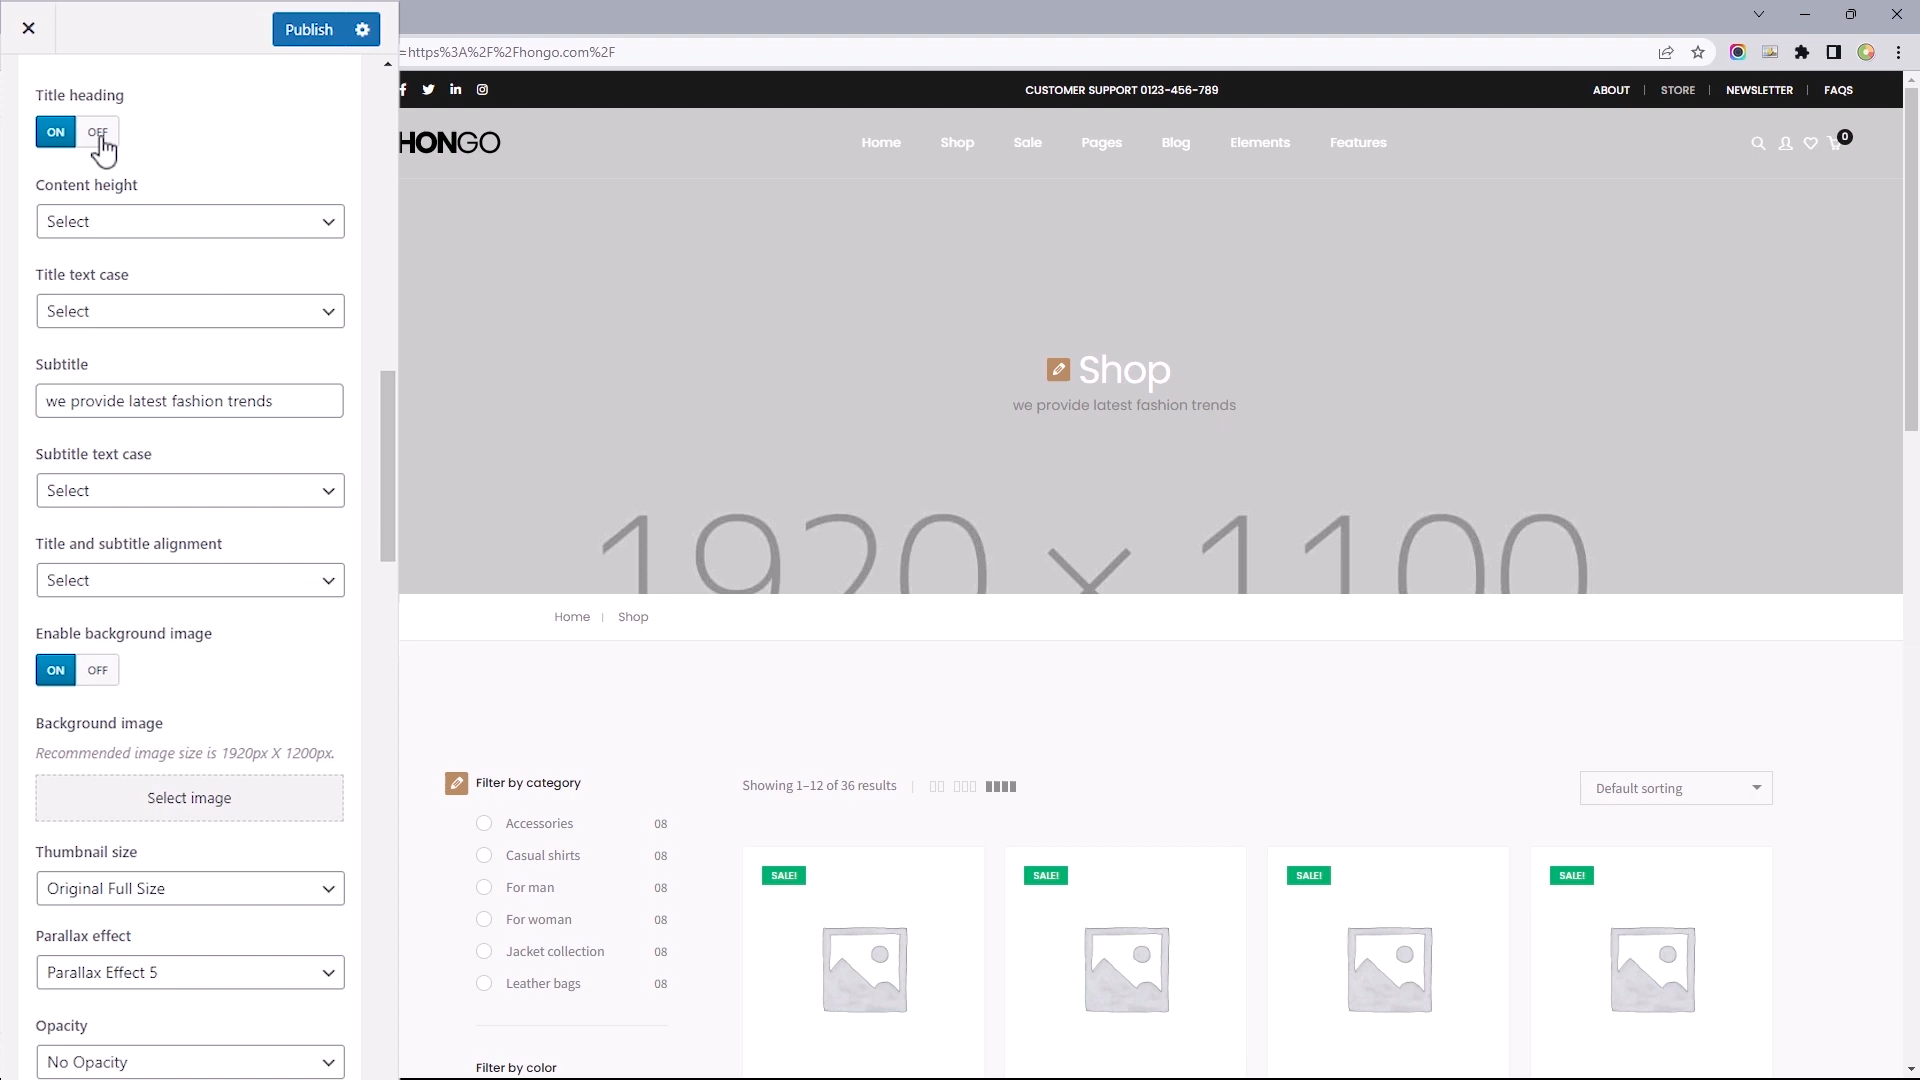 Publish
=https%3A%2F%2Fhongo.com%2F
Title heading
ON OFF
Content height
Select
Title text case
Select
Subtitle
we provide latest fashion trends
Subtitle text case
Select
Title and subtitle alignment
Select
Enable background image
ON OFF
Background image
Recommended image size is 1920px X 1200px.
Select image
Thumbnail size
Original Full Size
Parallax effect
Parallax Effect 5
Opacity
No Opacity
CUSTOMER SUPPORT 0123-456-789
ABOUT | STORE | NEWSLETTER | FAQS
HONGO
Home Shop Sale Pages Blog Elements Features
0
Shop
we provide latest fashion trends
1920 × 1100
Home | Shop
Filter by category
Accessories 08
Casual shirts 08
For man 08
For woman 08
Jacket collection 08
Leather bags 08
Filter by color
Showing 1–12 of 36 results |
Default sorting
SALE! SALE! SALE! SALE!